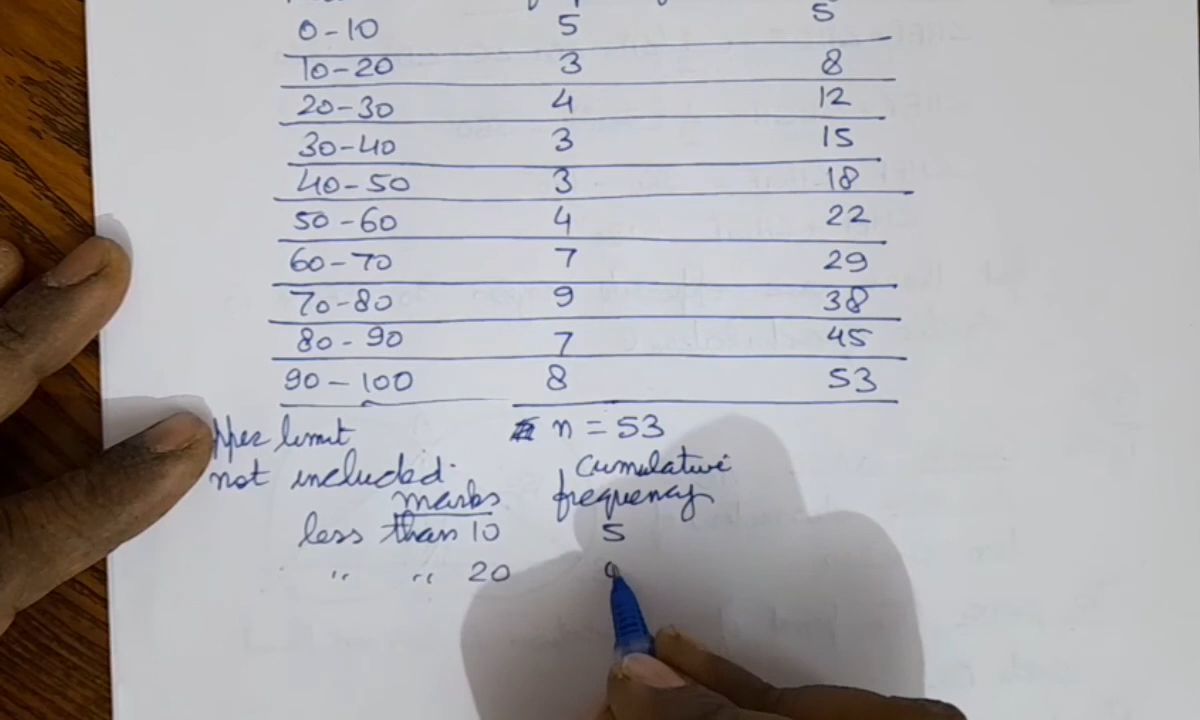 0-10 5 5
10-20 3 8
20-30 4 12
30-40 3 15
40-50 3 18
50-60 4 22
60-70 7 29
70-80 9 38
80-90 7 45
90-100 8 53
pper limit n = 53
not included. Cumulative
marks frequency
less than 10 5
" " 20